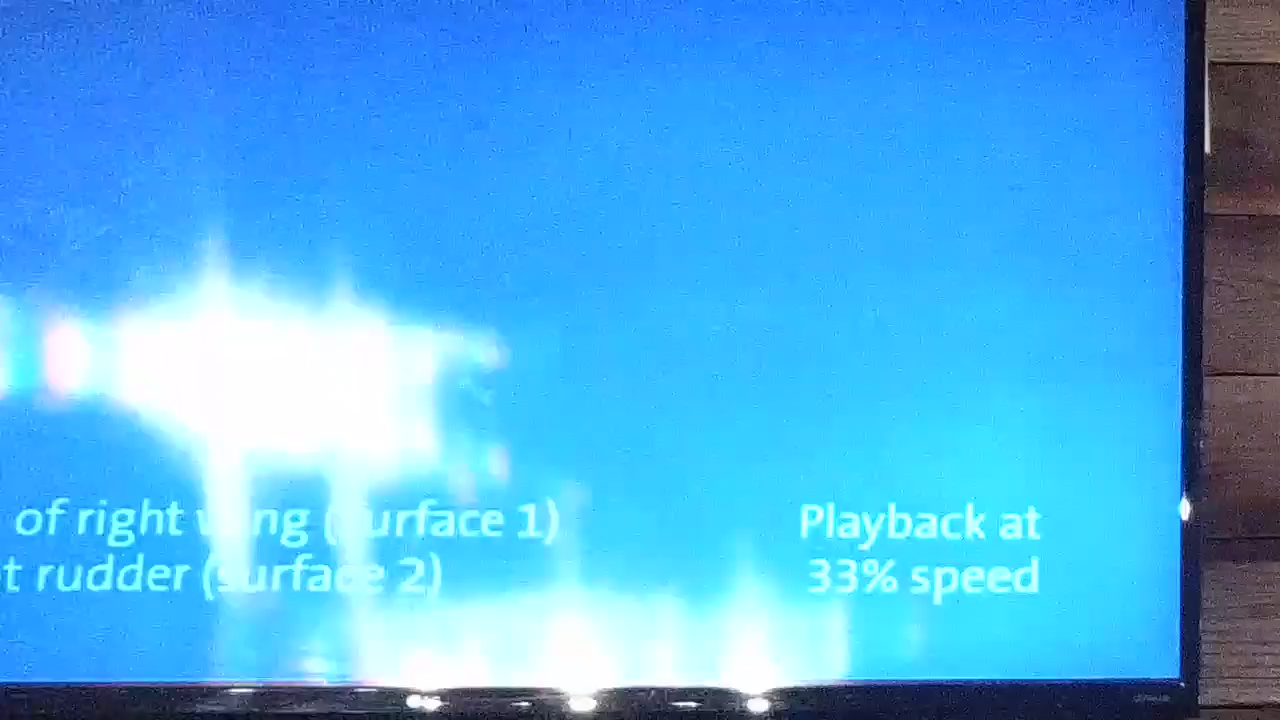 of right wing (surface 1)
rudder (surface 2)
Playback at
33% speed